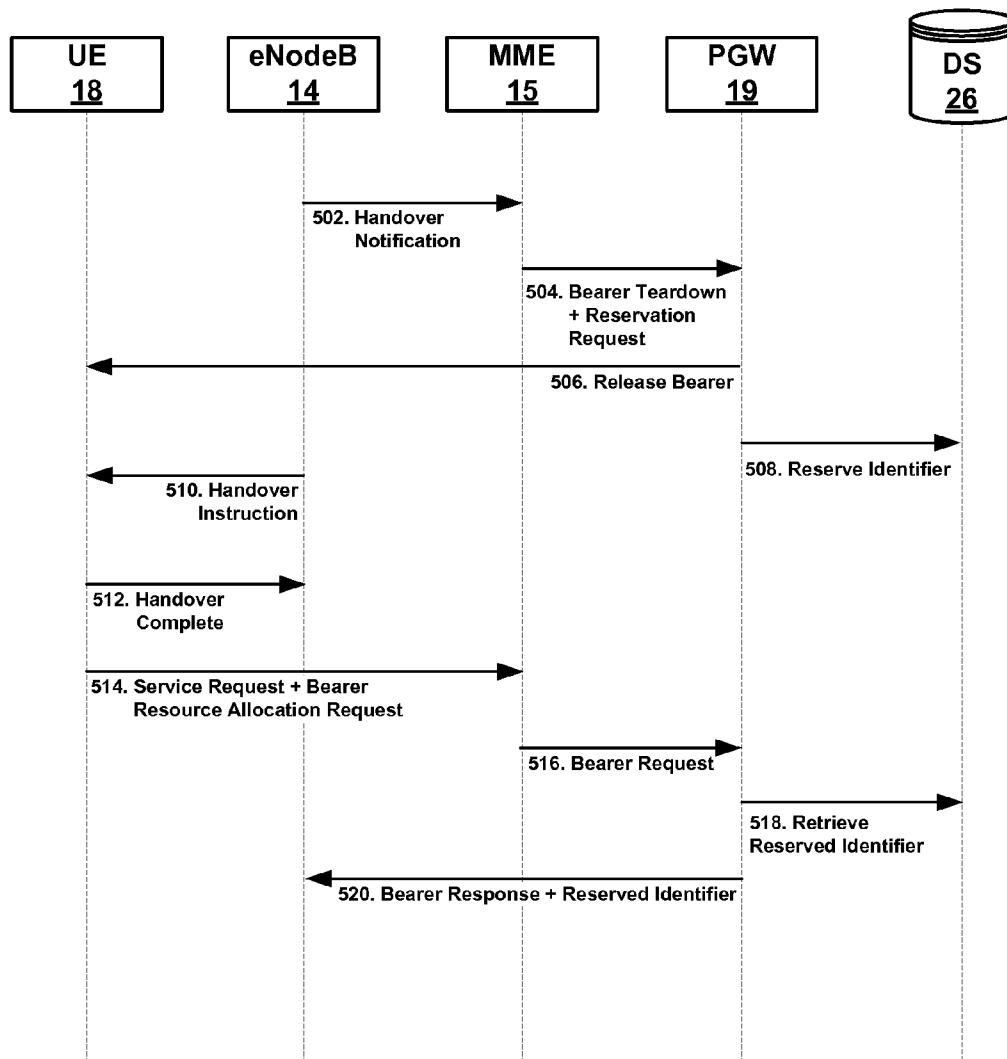 UE
18
eNodeB
14
MME
15
PGW
19
DS
26
502. Handover
Notification
504. Bearer Teardown
+ Reservation
Request
506. Release Bearer
508. Reserve Identifier
510. Handover
Instruction
512. Handover
Complete
514. Service Request + Bearer
Resource Allocation Request
516. Bearer Request
518. Retrieve
Reserved Identifier
520. Bearer Response + Reserved Identifier